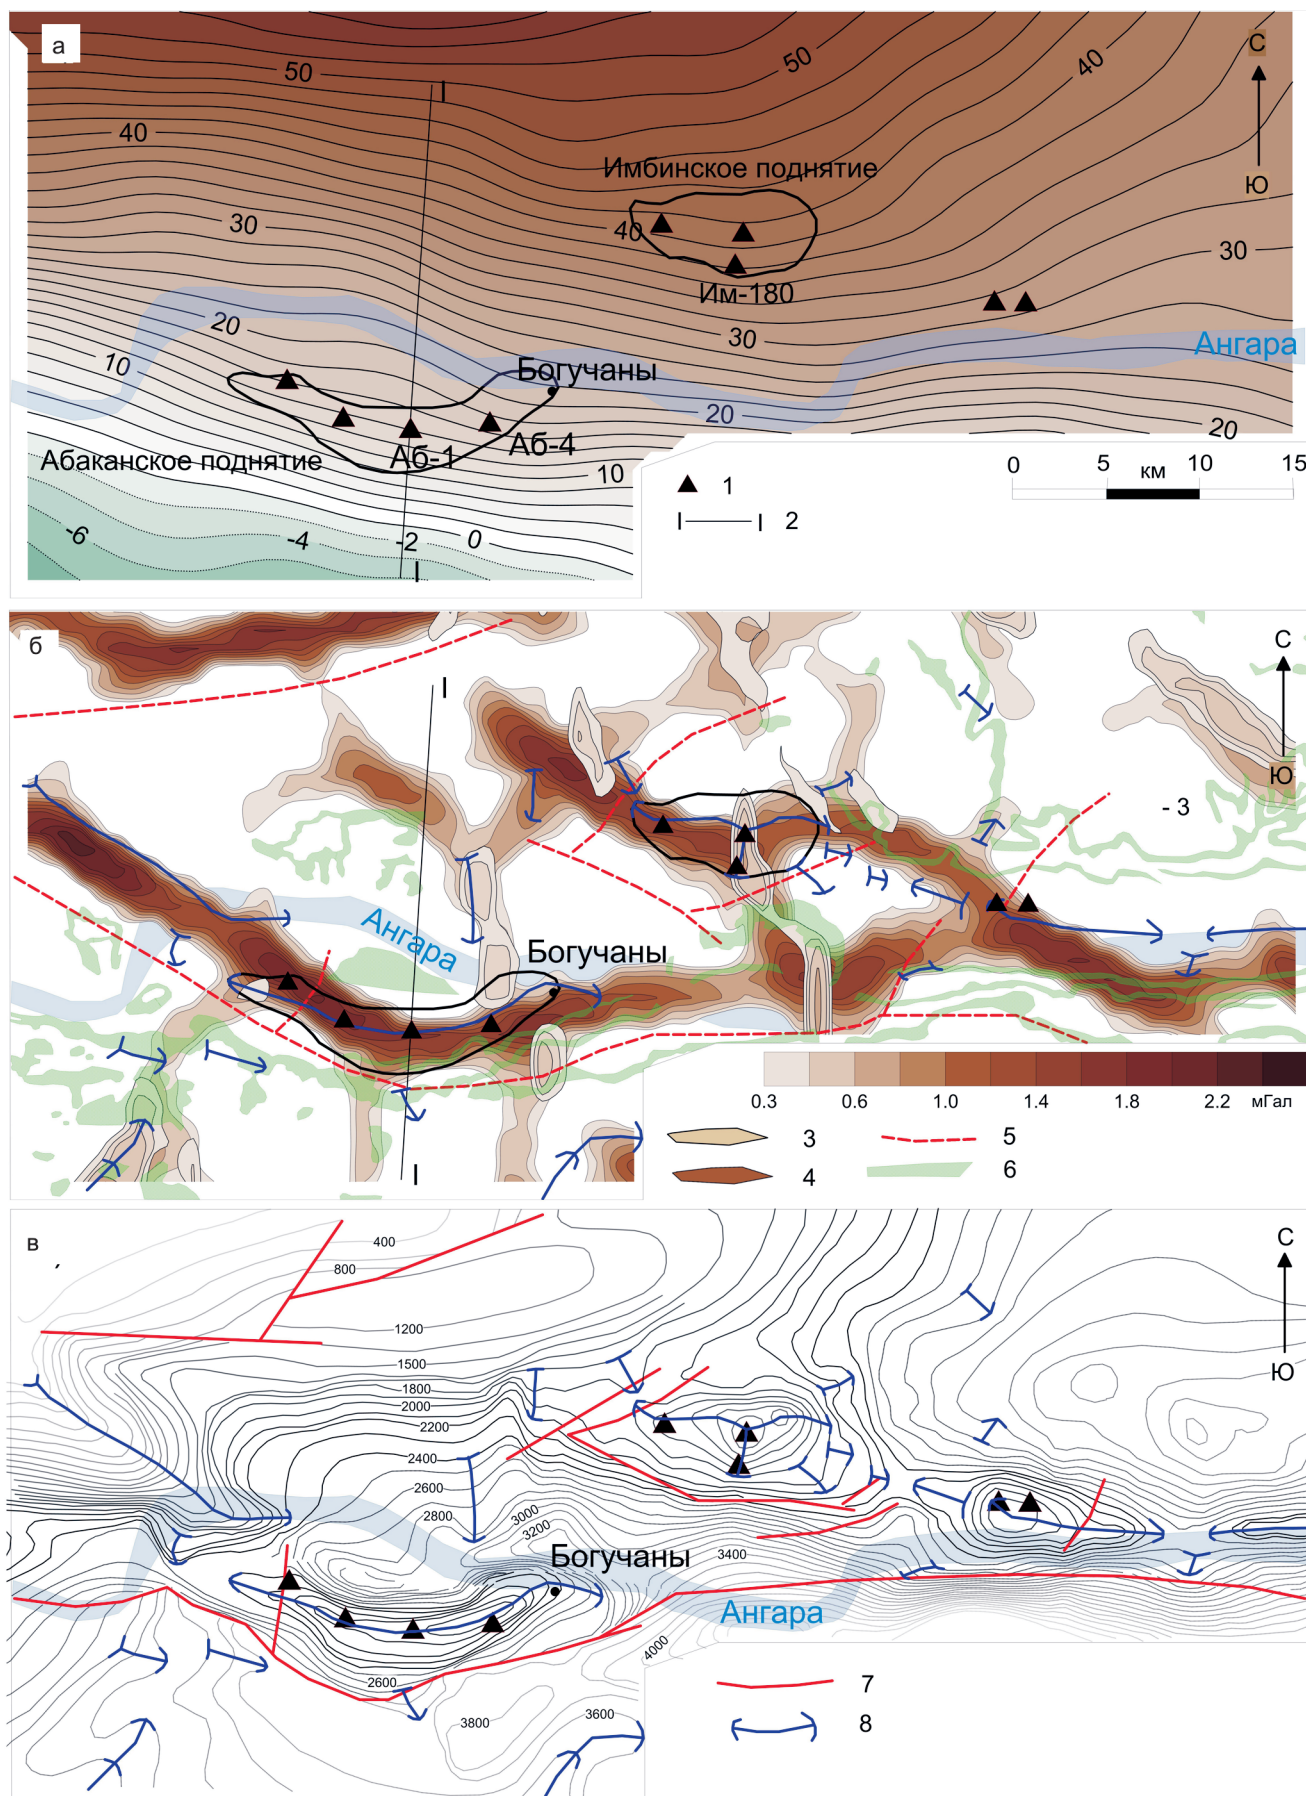 а
С
Ю
50
50
40
40
Имбинское поднятие
30
40
30
Им-180
20
30
Ангара
10
Богучаны
20
20
Аб-1
Аб-4
Абаканское поднятие
10
-6
-4
-2
0
I
I
1
I
I
2
0
5
10
15
км
б
С
Ю
I
- 3
Ангара
Богучаны
I
0.3
0.6
1.0
1.4
1.8
2.2
мГал
3
5
4
6
в
С
Ю
400
800
1200
1500
1800
2000
2200
2400
2600
2800
3000
3200
3400
Богучаны
Ангара
4000
2600
3800
3600
7
8